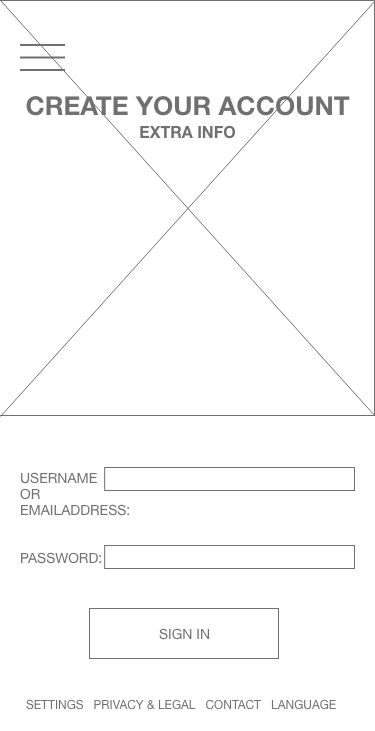 CREATE YOUR ACCOUNT
EXTRA INFO
USERNAME
OR
EMAILADDRESS:
PASSWORD:
SIGN IN
SETTINGS PRIVACY & LEGAL CONTACT LANGUAGE